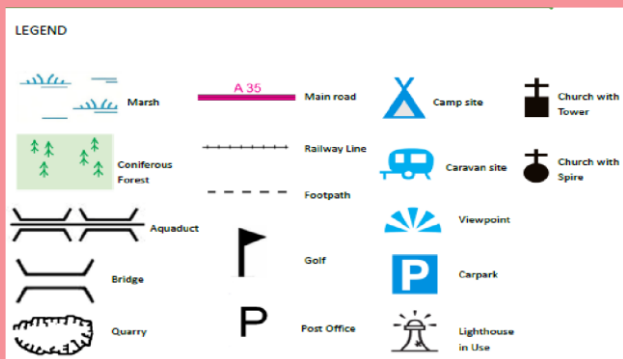 LEGEND
Marsh
Coniferous
Forest
Aquaduct
Bridge
Quarry
A 35
Main road
Railway Line
Footpath
Golf
P
Post Office
Camp site
Caravan site
Viewpoint
P
Carpark
Lighthouse
in Use
Church with
Tower
Church with
Spire